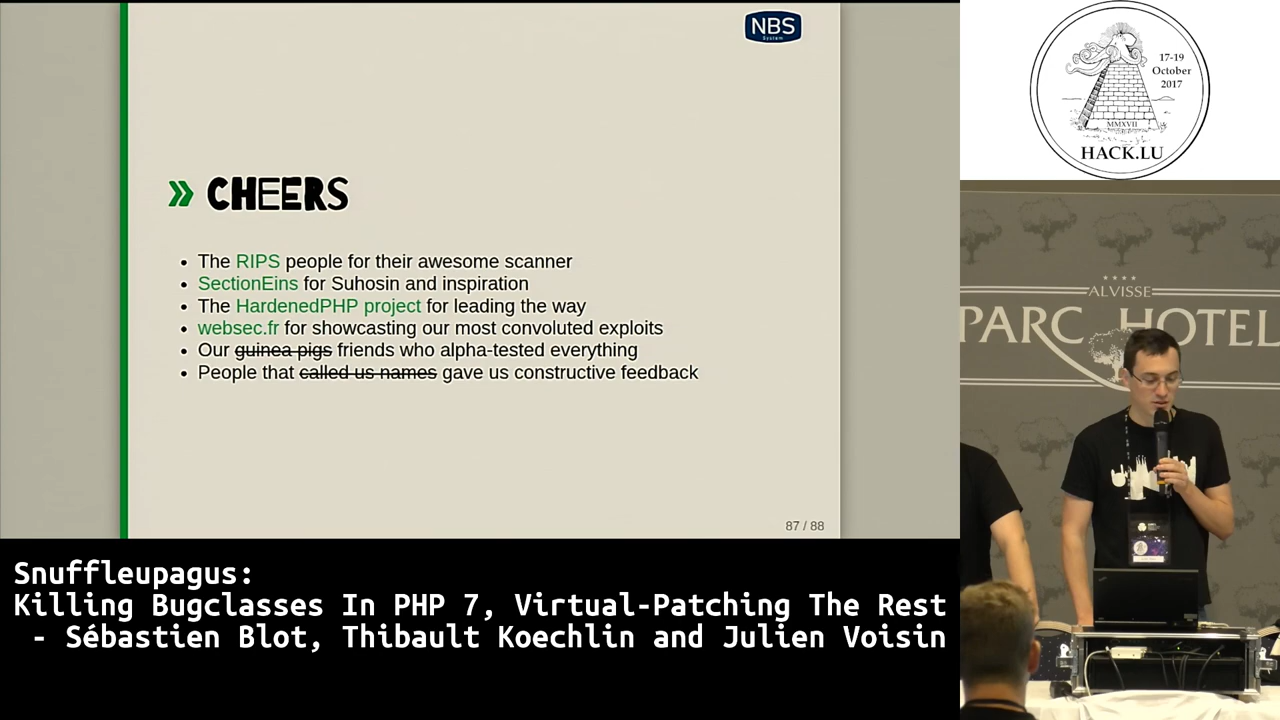 NBS
System
CHEERS
The RIPS people for their awesome scanner
SectionEins for Suhosin and inspiration
The HardenedPHP project for leading the way
websec.fr for showcasting our most convoluted exploits
Our guinea pigs friends who alpha-tested everything
People that called us names gave us constructive feedback
87 / 88
17-19
October
2017
MMXVII
HACK.LU
ALVISSE
PARC HOTEL
Snuffleupagus:
Killing Bugclasses In PHP 7, Virtual-Patching The Rest
- Sébastien Blot, Thibault Koechlin and Julien Voisin